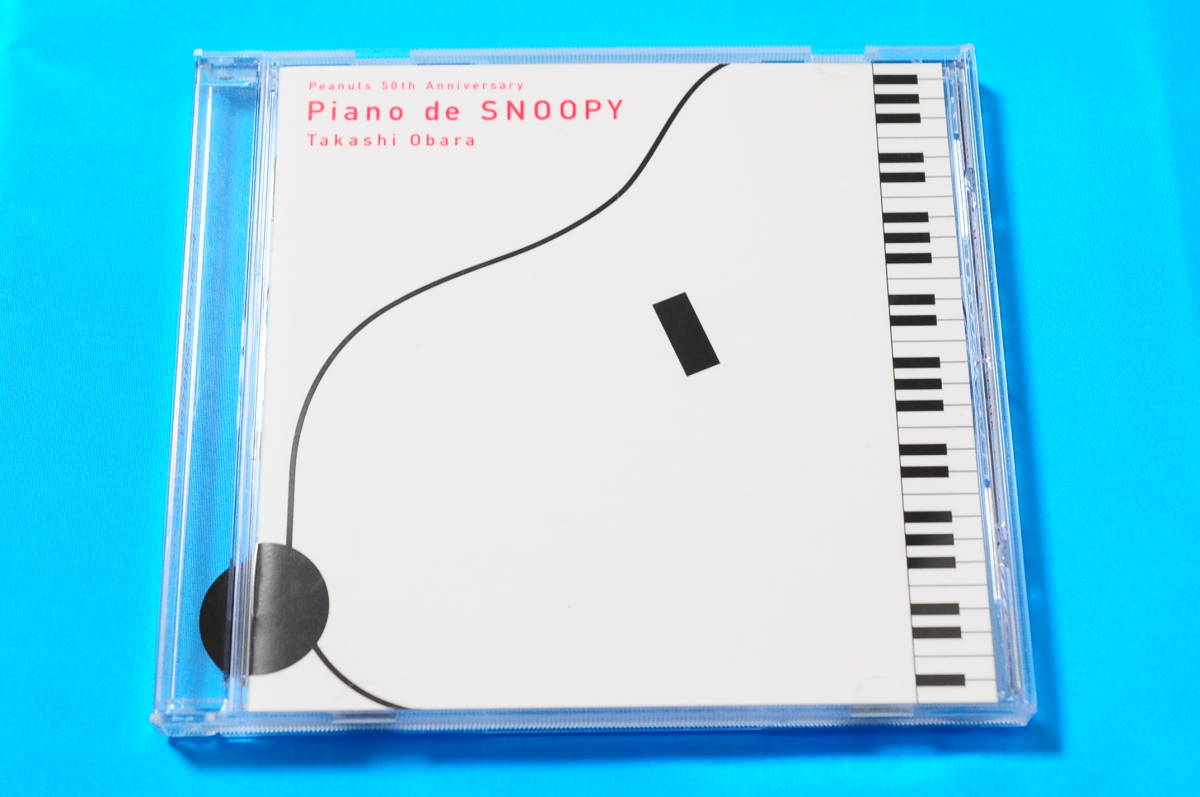 Peanuts 50th Anniversary
Piano de SNOOPY
Takashi Obara